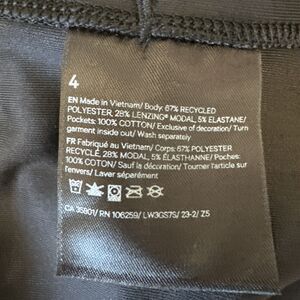 4
EN Made in Vietnam/ Body: 67% RECYCLED
POLYESTER, 28% LENZING® MODAL, 5% ELASTANE/
Pockets: 100% COTTON/ Exclusive of decoration/ Turn
garment inside out/ Wash separately
FR Fabriqué au Vietnam/ Corps: 67% POLYESTER
RECYCLÉ, 28% MODAL, 5% ÉLASTHANNE/ Poches:
100% COTON/ Sauf la décoration/ Tourner l'article sur
l'envers/ Laver séparément
CA 35801/ RN 106259/ LW3GS7S/ 23-2/ Z5